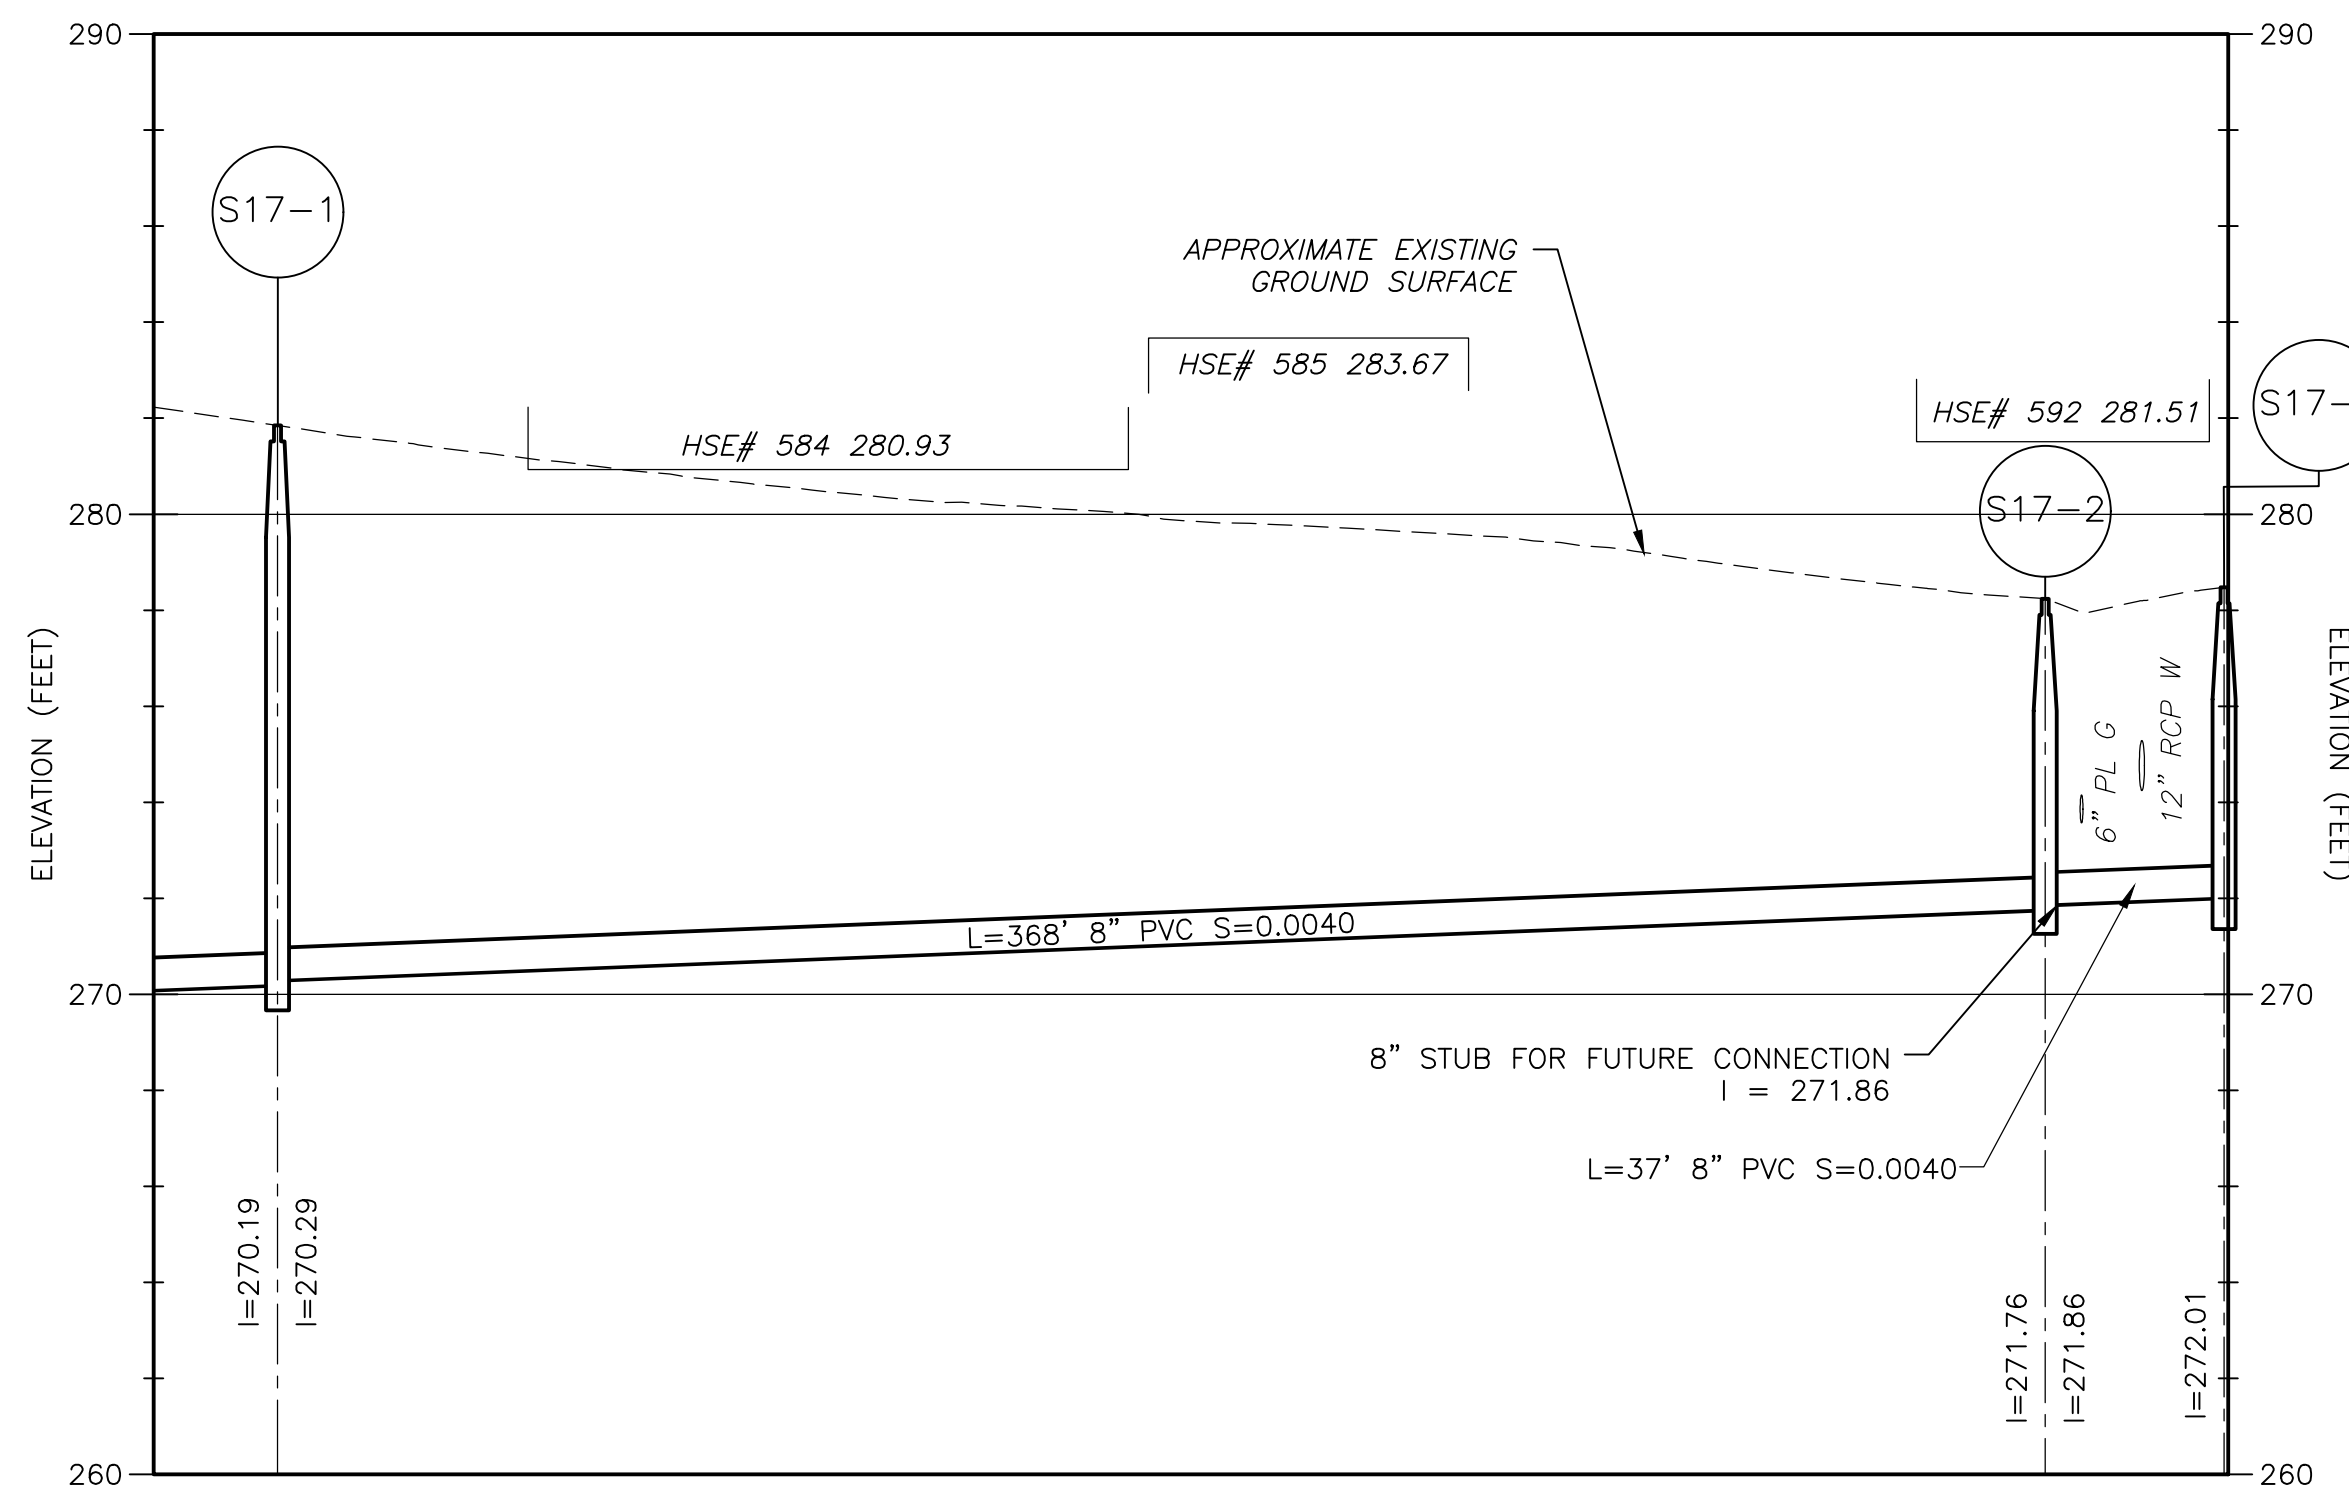 290
290
S17-1
APPROXIMATE EXISTING
GROUND SURFACE
HSE# 585 283.67
HSE# 584 280.93
HSE# 592 281.51
S17-
280
S17-2
280
ELEVATION (FEET)
6” PL G
12” RCP W
ELEVATION (FEET)
L=368’ 8” PVC S=0.0040
270
270
8” STUB FOR FUTURE CONNECTION
I = 271.86
L=37’ 8” PVC S=0.0040
I=270.19
I=270.29
I=271.76
I=271.86
I=272.01
260
260